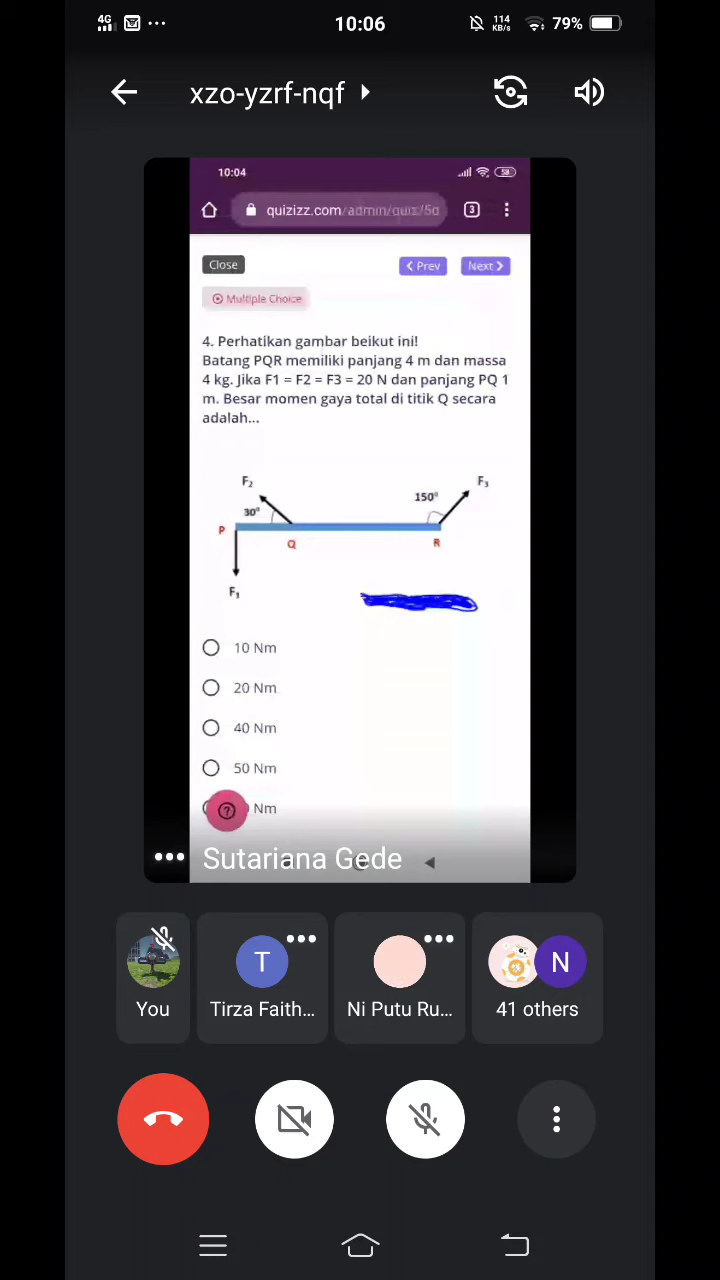 4G
10:06
114
KB/s
79%
xzo-yzrf-nqf
10:04
58
quizizz.com/admin/quiz/5d
3
Close
Prev
Next
Multiple Choice
4. Perhatikan gambar beikut ini!
Batang PQR memiliki panjang 4 m dan massa
4 kg. Jika F1 = F2 = F3 = 20 N dan panjang PQ 1
m. Besar momen gaya total di titik Q secara
adalah...
F2
F3
150°
30°
P
Q
R
F1
10 Nm
20 Nm
40 Nm
50 Nm
Nm
Sutariana Gede
T
N
You
Tirza Faith...
Ni Putu Ru...
41 others